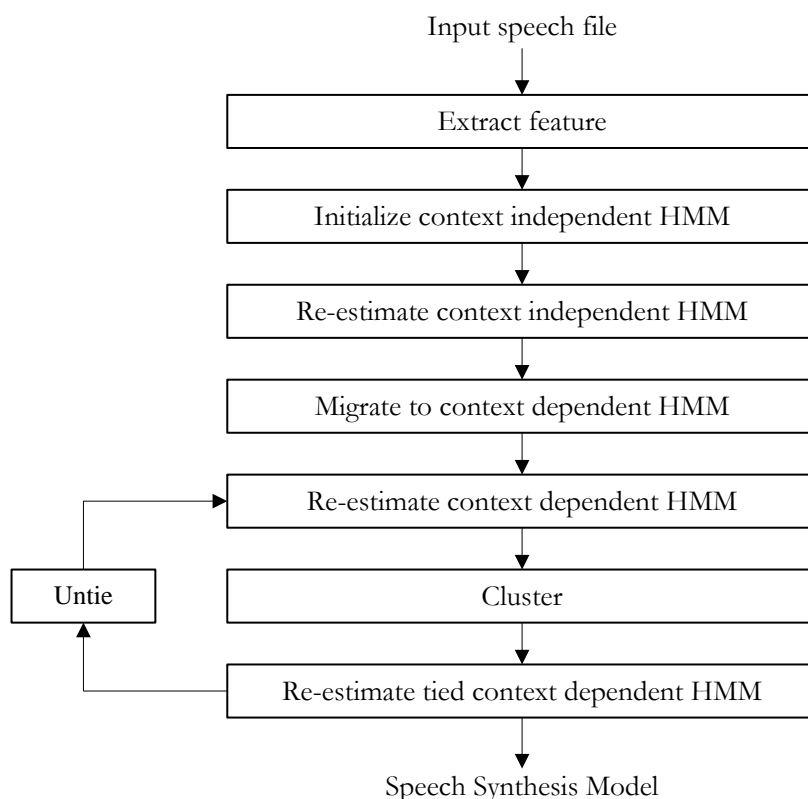 Input speech file
Extract feature
Initialize context independent HMM
Re-estimate context independent HMM
Migrate to context dependent HMM
Re-estimate context dependent HMM
Untie
Cluster
Re-estimate tied context dependent HMM
Speech Synthesis Model